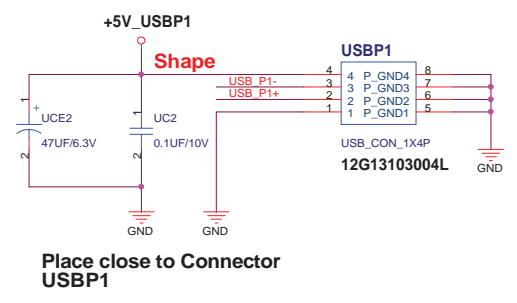 +5V_USBP1
Shape
USBP1
4 4 P_GND4 8
USB_P1- 3 3 P_GND3 7
USB_P1+ 2 2 P_GND2 6
1 1 P_GND1 5
1 + UCE2 2 47UF/6.3V
1 UC2 2 0.1UF/10V
USB_CON_1X4P
12G13103004L
GND
GND
GND
Place close to Connector
USBP1